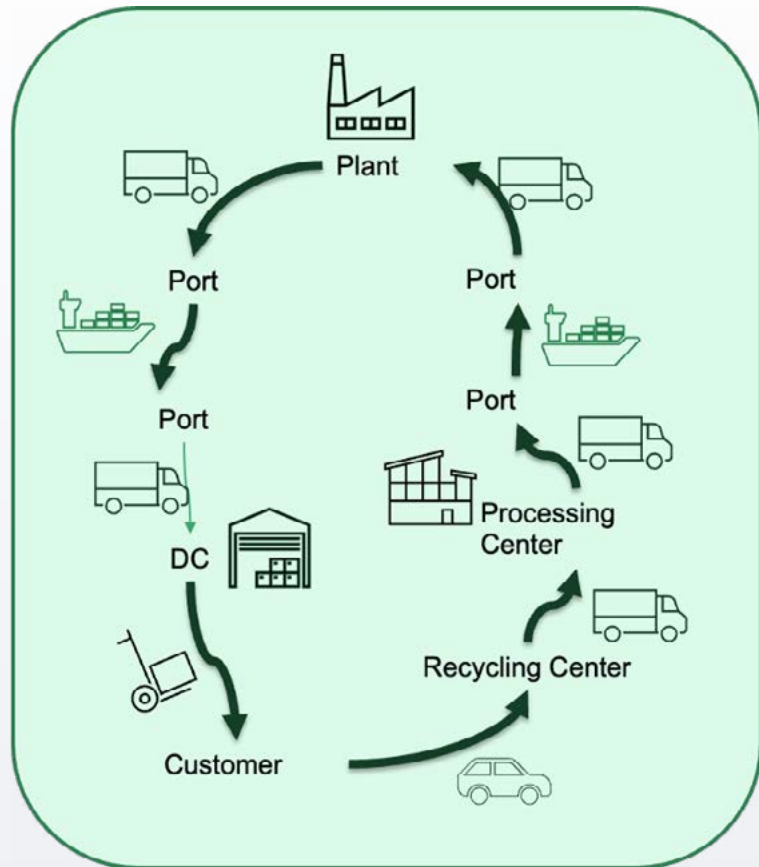 Plant
Port
Port
DC
Customer
Recycling Center
Processing
Center
Port
Port